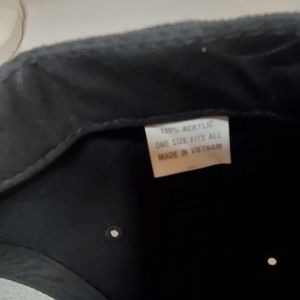 100% ACRYLIC
ONE SIZE FITS ALL
MADE IN VIETNAM